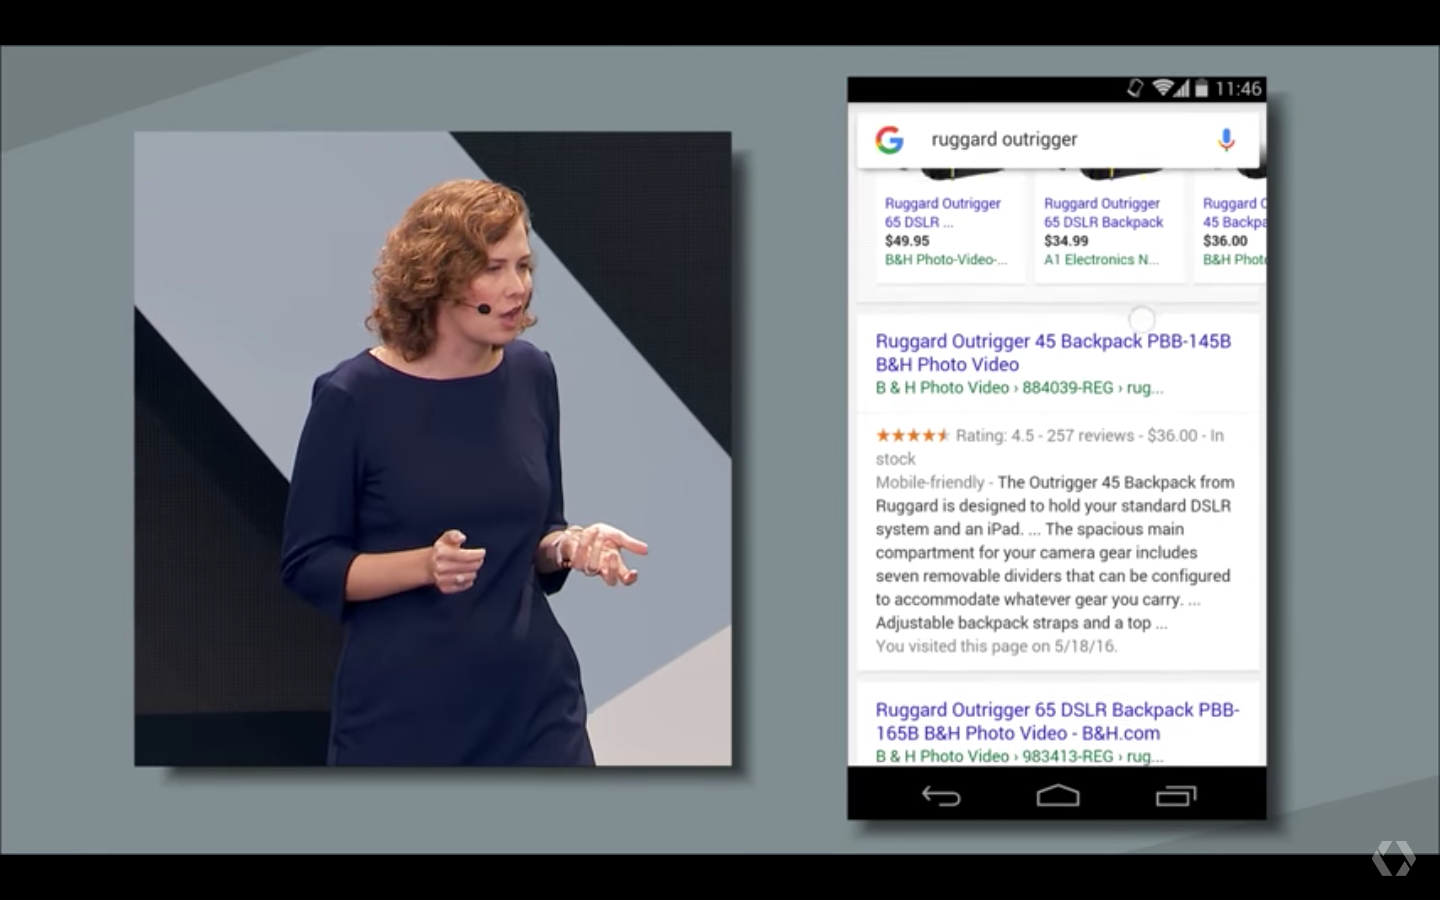 11:46
ruggard outrigger
Ruggard Outrigger
65 DSLR ...
$49.95
B&H Photo-Video-...
Ruggard Outrigger
65 DSLR Backpack
$34.99
A1 Electronics N...
Ruggard
45 Backpa
$36.00
B&H Phot
Ruggard Outrigger 45 Backpack PBB-145B
B&H Photo Video
B & H Photo Video › 884039-REG › rug...
Rating: 4.5 - 257 reviews - $36.00 - In
stock
Mobile-friendly - The Outrigger 45 Backpack from
Ruggard is designed to hold your standard DSLR
system and an iPad. ... The spacious main
compartment for your camera gear includes
seven removable dividers that can be configured
to accommodate whatever gear you carry. ...
Adjustable backpack straps and a top ...
You visited this page on 5/18/16.
Ruggard Outrigger 65 DSLR Backpack PBB-
165B B&H Photo Video - B&H.com
B & H Photo Video › 983413-REG › rug...